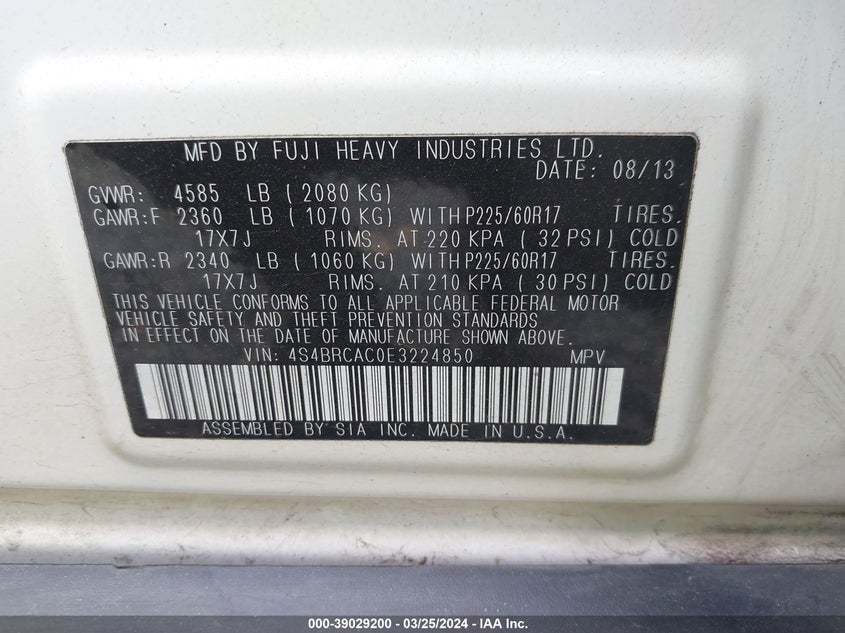 MFD BY FUJI HEAVY INDUSTRIES LTD.
DATE: 08/13
GVWR: 4585 LB ( 2080 KG)
GAWR:F 2360 LB ( 1070 KG) WITH P225/60R17 TIRES.
17X7J RIMS. AT 220 KPA ( 32 PSI) COLD
GAWR:R 2340 LB ( 1060 KG) WITH P225/60R17 TIRES.
17X7J RIMS. AT 210 KPA ( 30 PSI) COLD
THIS VEHICLE CONFORMS TO ALL APPLICABLE FEDERAL MOTOR
VEHICLE SAFETY AND THEFT PREVENTION STANDARDS
IN EFFECT ON THE DATE OF MANUFACTURE SHOWN ABOVE.
VIN: 4S4BRCAC0E3224850 MPV
ASSEMBLED BY SIA INC. MADE IN U.S.A.
000-39029200 - 03/25/2024 - IAA Inc.